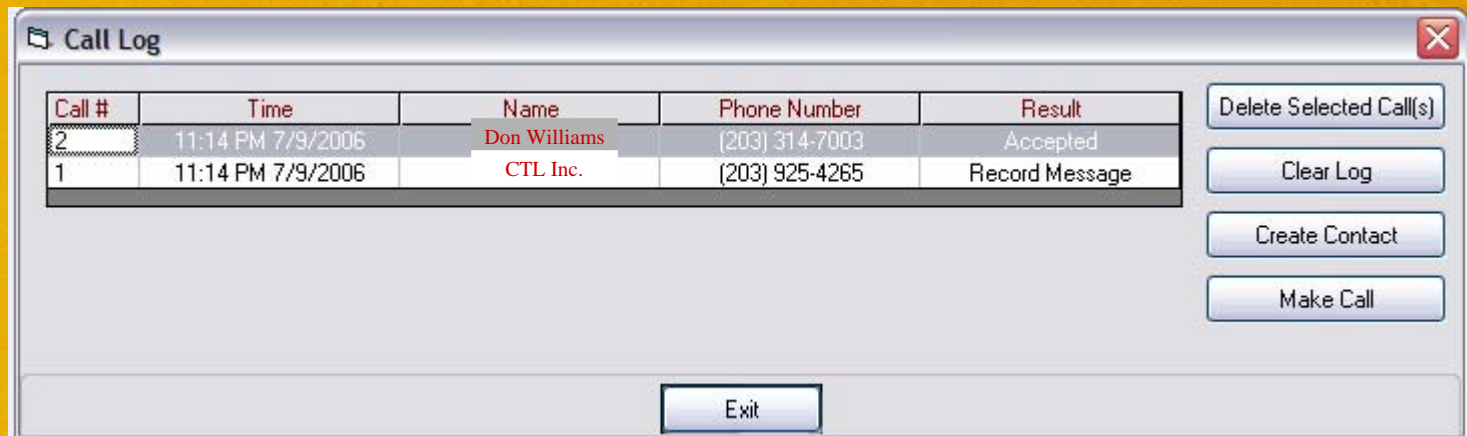 Call Log
Call # Time Name Phone Number Result
2 11:14 PM 7/9/2006 Don Williams (203) 314-7003 Accepted
1 11:14 PM 7/9/2006 CTL Inc. (203) 925-4265 Record Message
Delete Selected Call(s)
Clear Log
Create Contact
Make Call
Exit